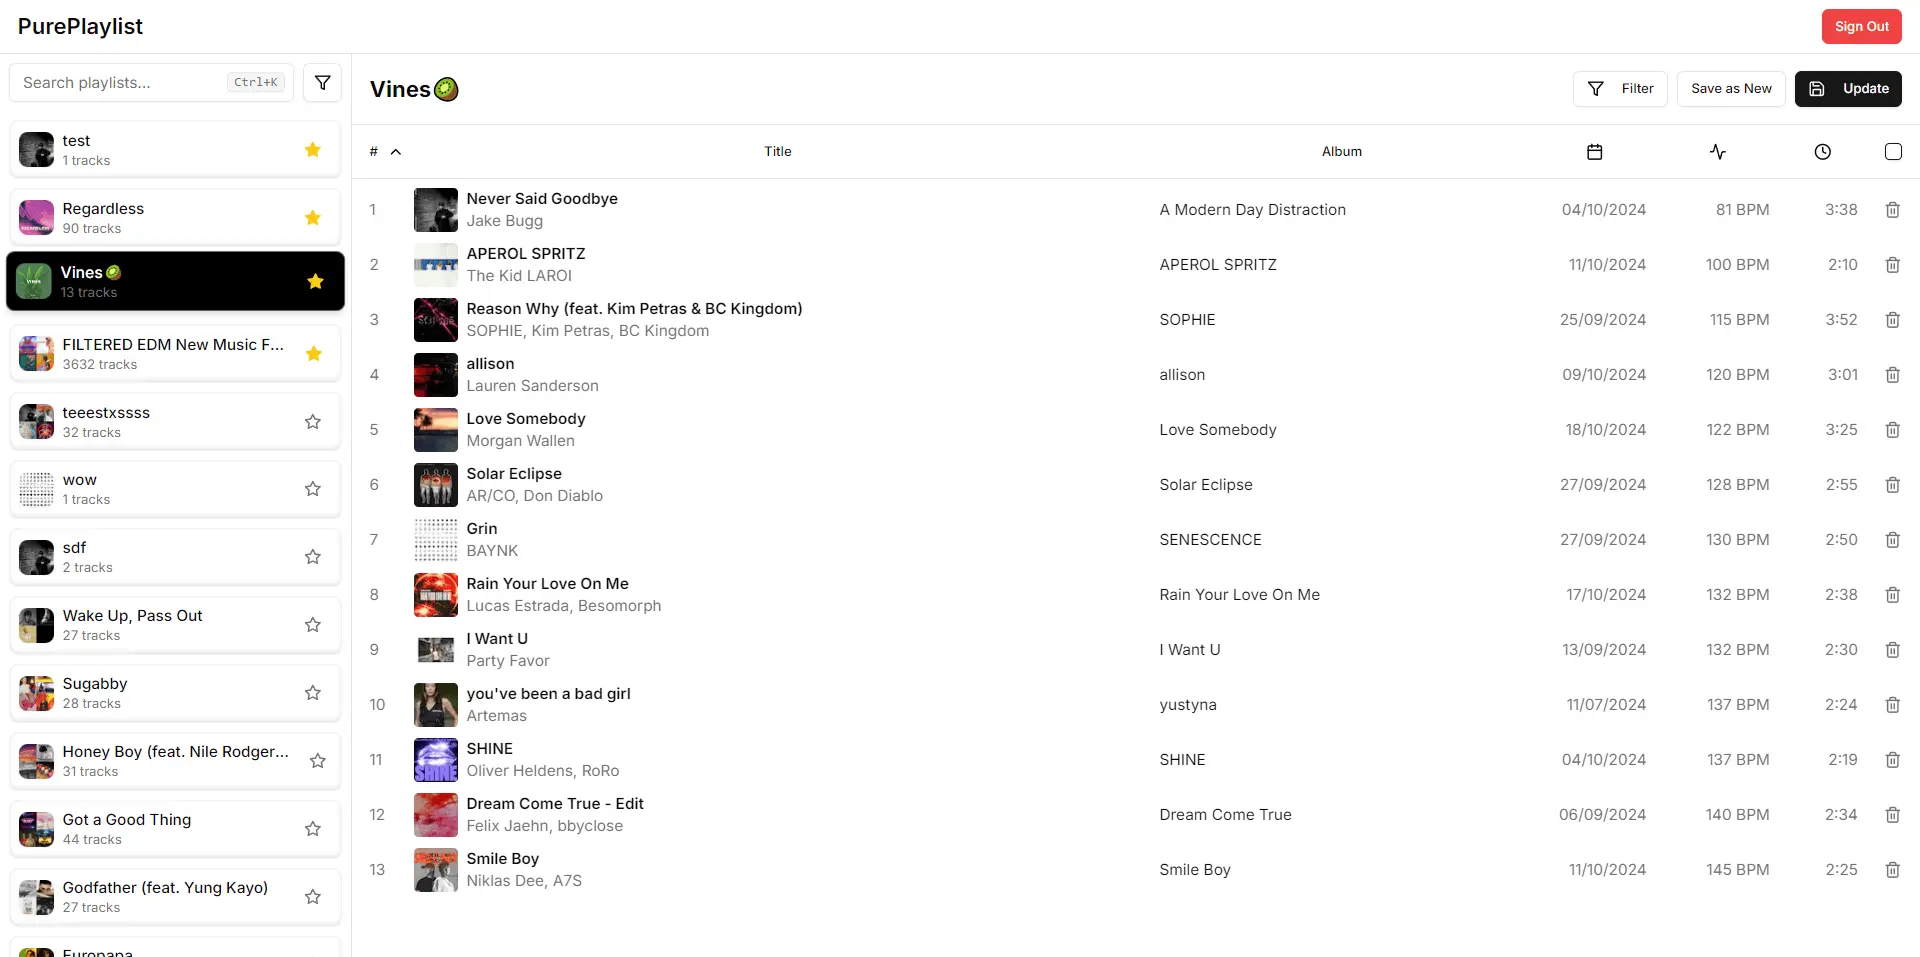 PurePlaylist
Sign Out
Search playlists...
Ctrl+K
test
1 tracks
Regardless
90 tracks
Vines🥝
13 tracks
FILTERED EDM New Music F...
3632 tracks
teeestxssss
32 tracks
wow
1 tracks
sdf
2 tracks
Wake Up, Pass Out
27 tracks
Sugabby
28 tracks
Honey Boy (feat. Nile Rodger...
31 tracks
Got a Good Thing
44 tracks
Godfather (feat. Yung Kayo)
27 tracks
Europapa
Vines🥝
Filter
Save as New
Update
# Title Album
1 Never Said Goodbye A Modern Day Distraction 04/10/2024 81 BPM 3:38
Jake Bugg
2 APEROL SPRITZ APEROL SPRITZ 11/10/2024 100 BPM 2:10
The Kid LAROI
3 Reason Why (feat. Kim Petras & BC Kingdom) SOPHIE 25/09/2024 115 BPM 3:52
SOPHIE, Kim Petras, BC Kingdom
4 allison allison 09/10/2024 120 BPM 3:01
Lauren Sanderson
5 Love Somebody Love Somebody 18/10/2024 122 BPM 3:25
Morgan Wallen
6 Solar Eclipse Solar Eclipse 27/09/2024 128 BPM 2:55
AR/CO, Don Diablo
7 Grin SENESCENCE 27/09/2024 130 BPM 2:50
BAYNK
8 Rain Your Love On Me Rain Your Love On Me 17/10/2024 132 BPM 2:38
Lucas Estrada, Besomorph
9 I Want U I Want U 13/09/2024 132 BPM 2:30
Party Favor
10 you've been a bad girl yustyna 11/07/2024 137 BPM 2:24
Artemas
11 SHINE SHINE 04/10/2024 137 BPM 2:19
Oliver Heldens, RoRo
12 Dream Come True - Edit Dream Come True 06/09/2024 140 BPM 2:34
Felix Jaehn, bbyclose
13 Smile Boy Smile Boy 11/10/2024 145 BPM 2:25
Niklas Dee, A7S